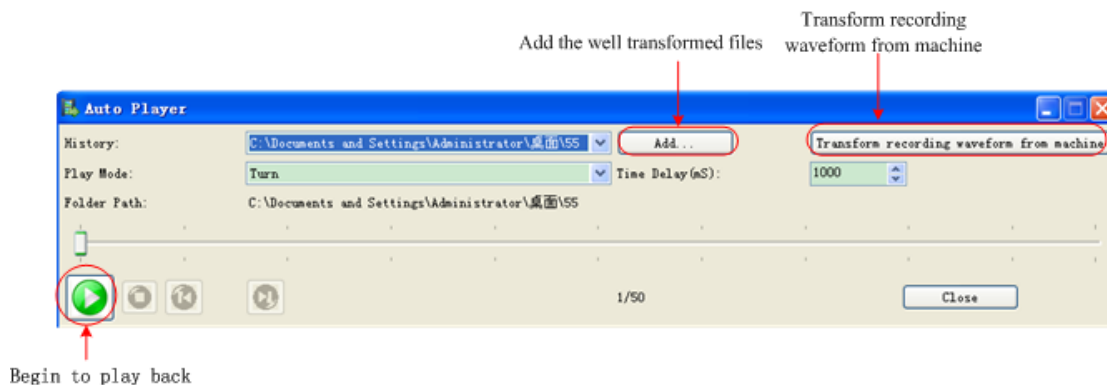 Transform recording
waveform from machine
Add the well transformed files
Auto Player
History:
C:\Documents and Settings\Administrator\桌面\55
Add...
Transform recording waveform from machine
Play Mode:
Turn
Time Delay(mS):
1000
Folder Path:
C:\Documents and Settings\Administrator\桌面\55
1/50
Close
Begin to play back